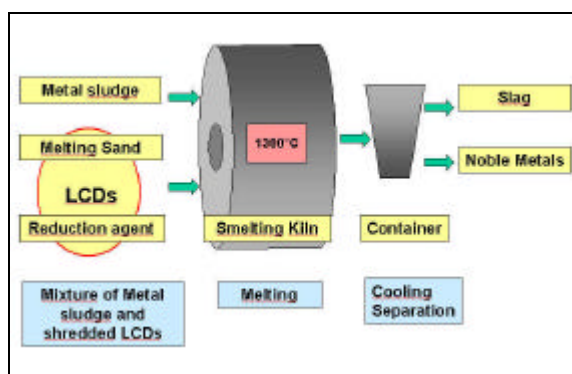 Metal sludge
Melting Sand
LCDs
Reduction agent
Mixture of Metal
sludge and
shredded LCDs
Smelting Kiln
Melting
Container
Cooling
Separation
Slag
Noble Metals